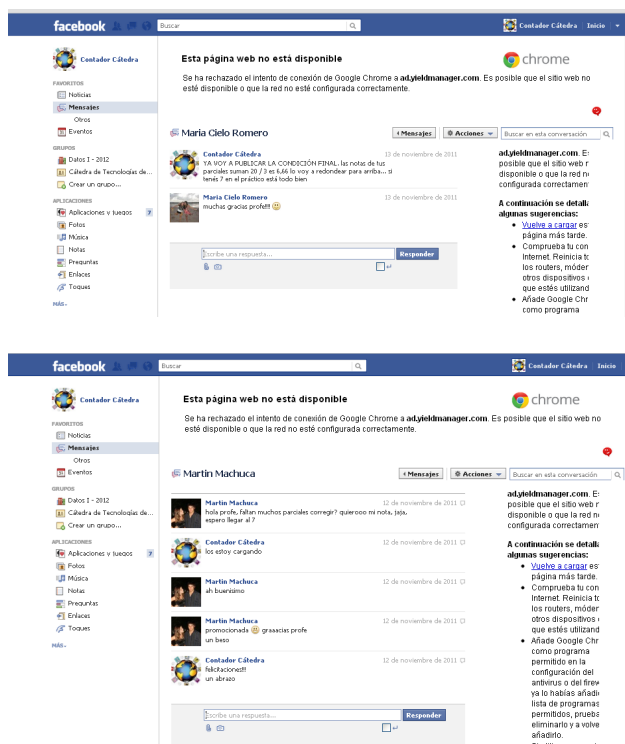 facebook
Buscar
Contador Cátedra
Inicio
Contador Cátedra
FAVORITOS
Noticias
Mensajes
Otros
Eventos
GRUPOS
Datos I - 2012
Cátedra de Tecnologías de...
Crear un grupo...
APLICACIONES
Aplicaciones y juegos 7
Fotos
Música
Notas
Preguntas
Enlaces
Toques
MÁS
Esta página web no está disponible
chrome
Se ha rechazado el intento de conexión de Google Chrome a ad.yieldmanager.com. Es posible que el sitio web no
esté disponible o que la red no esté configurada correctamente.
Maria Cielo Romero
Mensajes
Acciones
Buscar en esta conversación
Contador Cátedra
13 de noviembre de 2011
YA VOY A PUBLICAR LA CONDICIÓN FINAL. las notas de tus
parciales suman 20 / 3 es 6,66 lo voy a redondear para arriba... si
tenés 7 en el práctico está todo bien
Maria Cielo Romero
13 de noviembre de 2011
muchas gracias profe!!!
Escribe una respuesta...
Responder
ad.yieldmanager.com. E
posible que el sitio web
disponible o que la red
configurada correctamen
A continuación se detall
algunas sugerencias:
Vuelve a cargar es
página más tarde.
Comprueba tu con
Internet. Reinicia
los routers, móder
otros dispositivos
que estés utilizand
Añade Google Chr
como programa
facebook
Buscar
Contador Cátedra
Inicio
Contador Cátedra
FAVORITOS
Noticias
Mensajes
Otros
Eventos
GRUPOS
Datos I - 2012
Cátedra de Tecnologías de...
Crear un grupo...
APLICACIONES
Aplicaciones y juegos 7
Fotos
Música
Notas
Preguntas
Enlaces
Toques
MÁS
Esta página web no está disponible
chrome
Se ha rechazado el intento de conexión de Google Chrome a ad.yieldmanager.com. Es posible que el sitio web no
esté disponible o que la red no esté configurada correctamente.
Martin Machuca
Mensajes
Acciones
Buscar en esta conversación
Martin Machuca
12 de noviembre de 2011
hola profe, faltan muchos parciales corregir? quierooo mi nota, jaja,
espero llegar al 7
Contador Cátedra
12 de noviembre de 2011
los estoy cargando
Martin Machuca
12 de noviembre de 2011
ah buenisimo
Martin Machuca
12 de noviembre de 2011
promocionada graaacias profe
un beso
Contador Cátedra
12 de noviembre de 2011
felicitaciones!!!
un abrazo
Escribe una respuesta...
Responder
ad.yieldmanager.com. E
posible que el sitio web
disponible o que la red
configurada correctamen
A continuación se detall
algunas sugerencias:
Vuelve a cargar es
página más tarde.
Comprueba tu con
Internet. Reinicia
los routers, móder
otros dispositivos
que estés utilizand
Añade Google Chr
como programa
permitido en la
configuración del
antivirus o del firew
ya lo habías añadi
lista de programas
permitidos, prueba
eliminarlo y a volve
añadirlo.